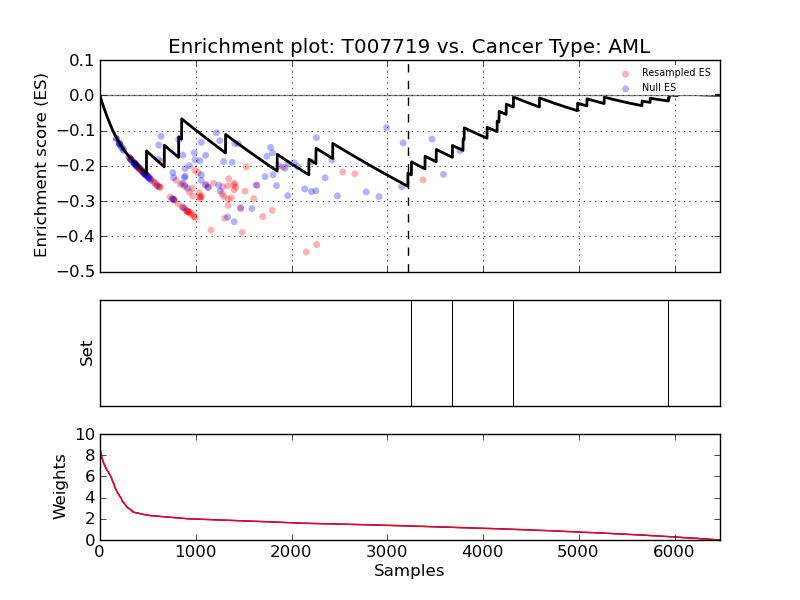 Enrichment plot: T007719 vs. Cancer Type: AML
Enrichment score (ES)
0.1
0.0
−0.1
−0.2
−0.3
−0.4
−0.5
Resampled ES
Null ES
Set
Weights
10
8
6
4
2
0
0 1000 2000 3000 4000 5000 6000
Samples